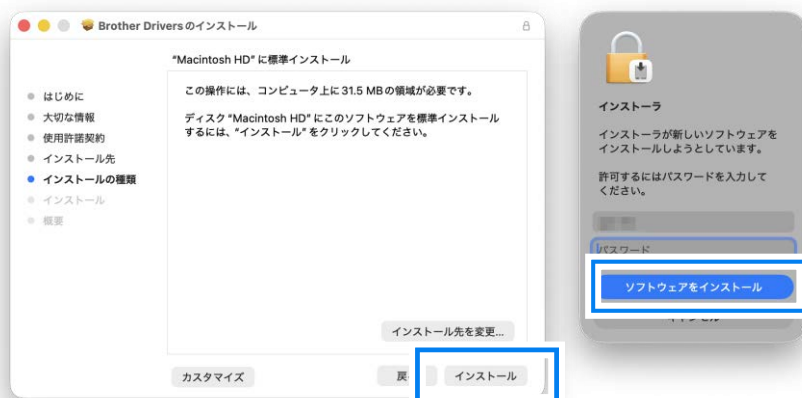 Brother Drivers のインストール
"Macintosh HD" に標準インストール
はじめに
大切な情報
使用許諾契約
インストール先
インストールの種類
インストール
概要
この操作には、コンピュータ上に 31.5 MB の領域が必要です。
ディスク "Macintosh HD" にこのソフトウェアを標準インストール
するには、"インストール" をクリックしてください。
インストール先を変更...
カスタマイズ
戻
インストール
インストーラ
インストーラが新しいソフトウェアを
インストールしようとしています。
許可するにはパスワードを入力して
ください。
パスワード
ソフトウェアをインストール